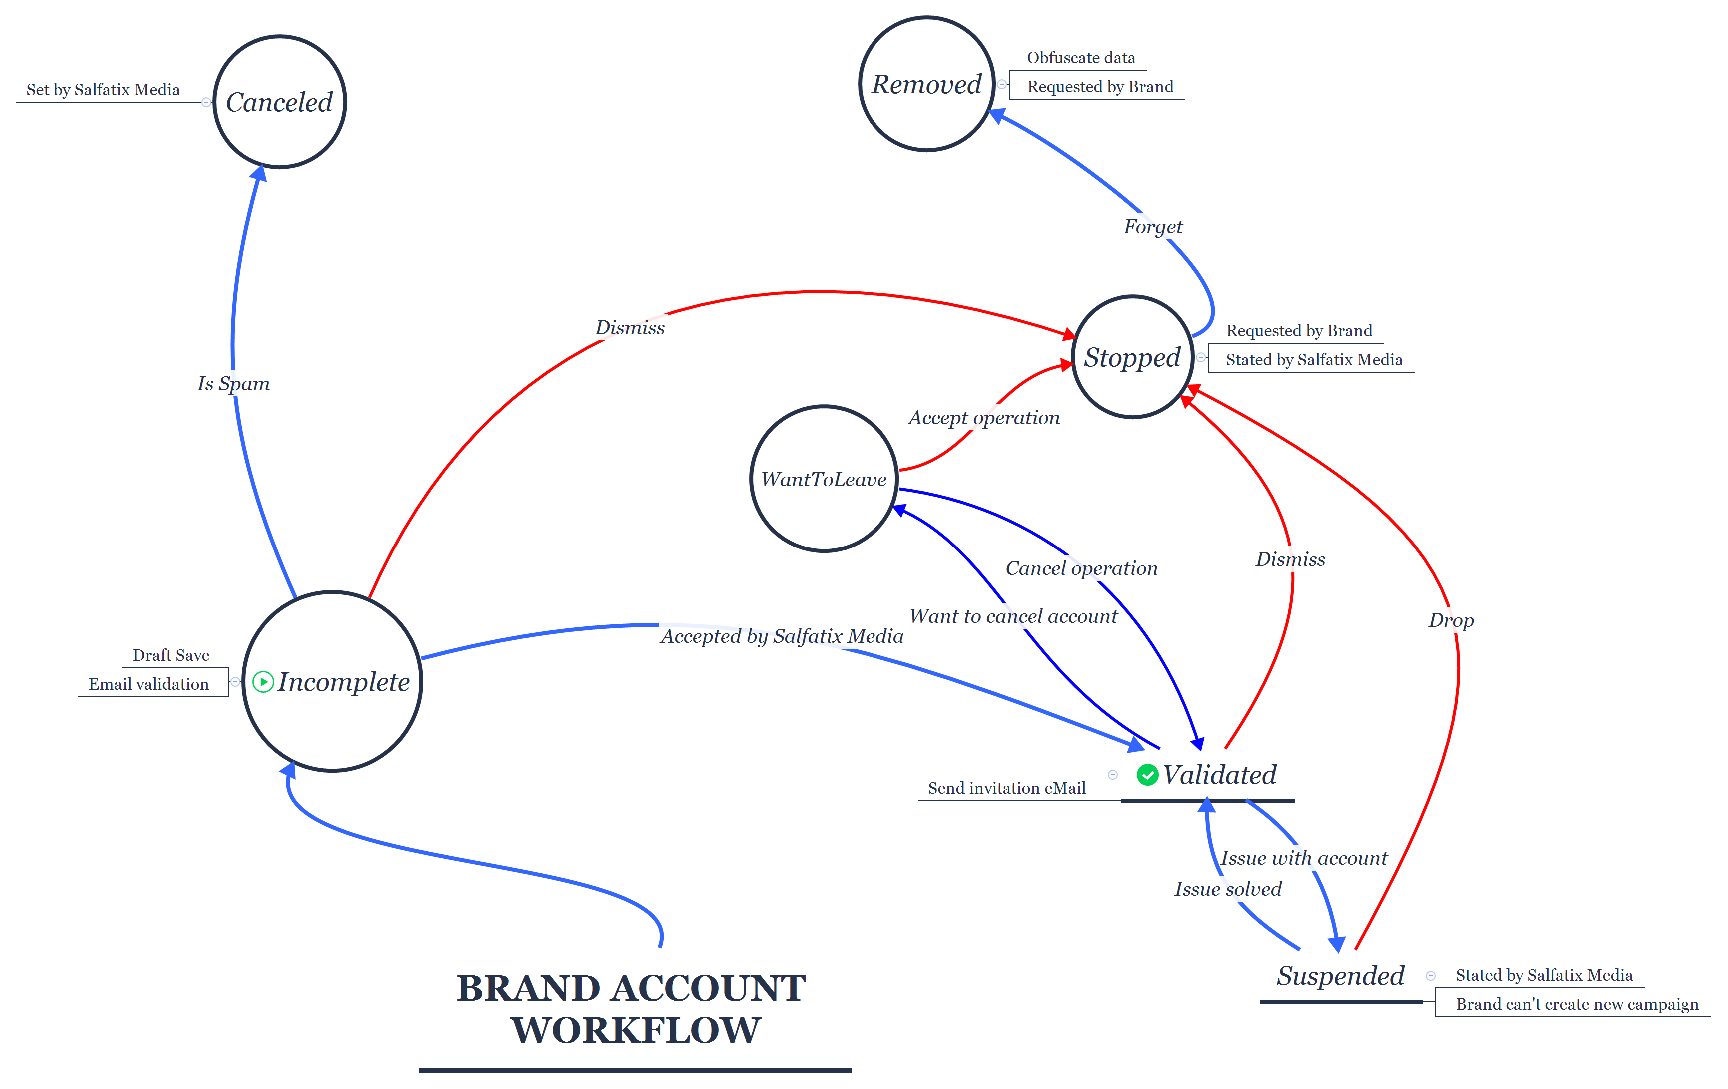 Set by Salfatix Media
Canceled
Removed
Obfuscate data
Requested by Brand
Forget
Dismiss
Is Spam
Stopped
Requested by Brand
Stated by Salfatix Media
Accept operation
WantToLeave
Cancel operation
Want to cancel account
Dismiss
Drop
Accepted by Salfatix Media
Draft Save
Email validation
Incomplete
Validated
Send invitation eMail
Issue with account
Issue solved
Suspended
Stated by Salfatix Media
Brand can't create new campaign
BRAND ACCOUNT
WORKFLOW